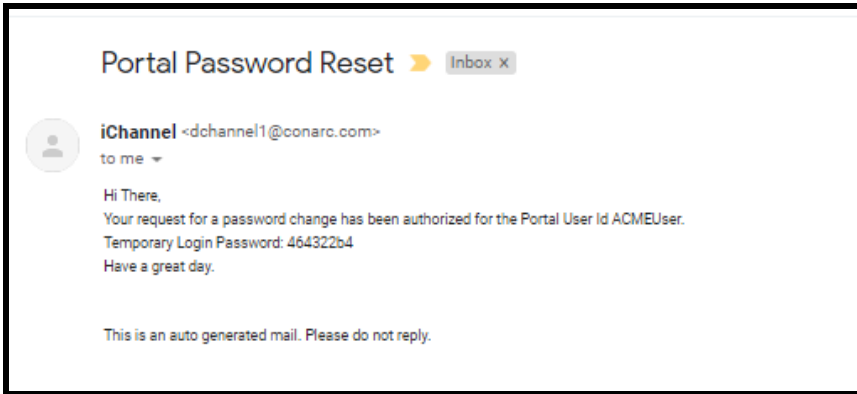 Portal Password Reset Inbox x
iChannel <dchannel1@conarc.com>
to me
Hi There,
Your request for a password change has been authorized for the Portal User Id ACMEUser.
Temporary Login Password: 464322b4
Have a great day.
This is an auto generated mail. Please do not reply.